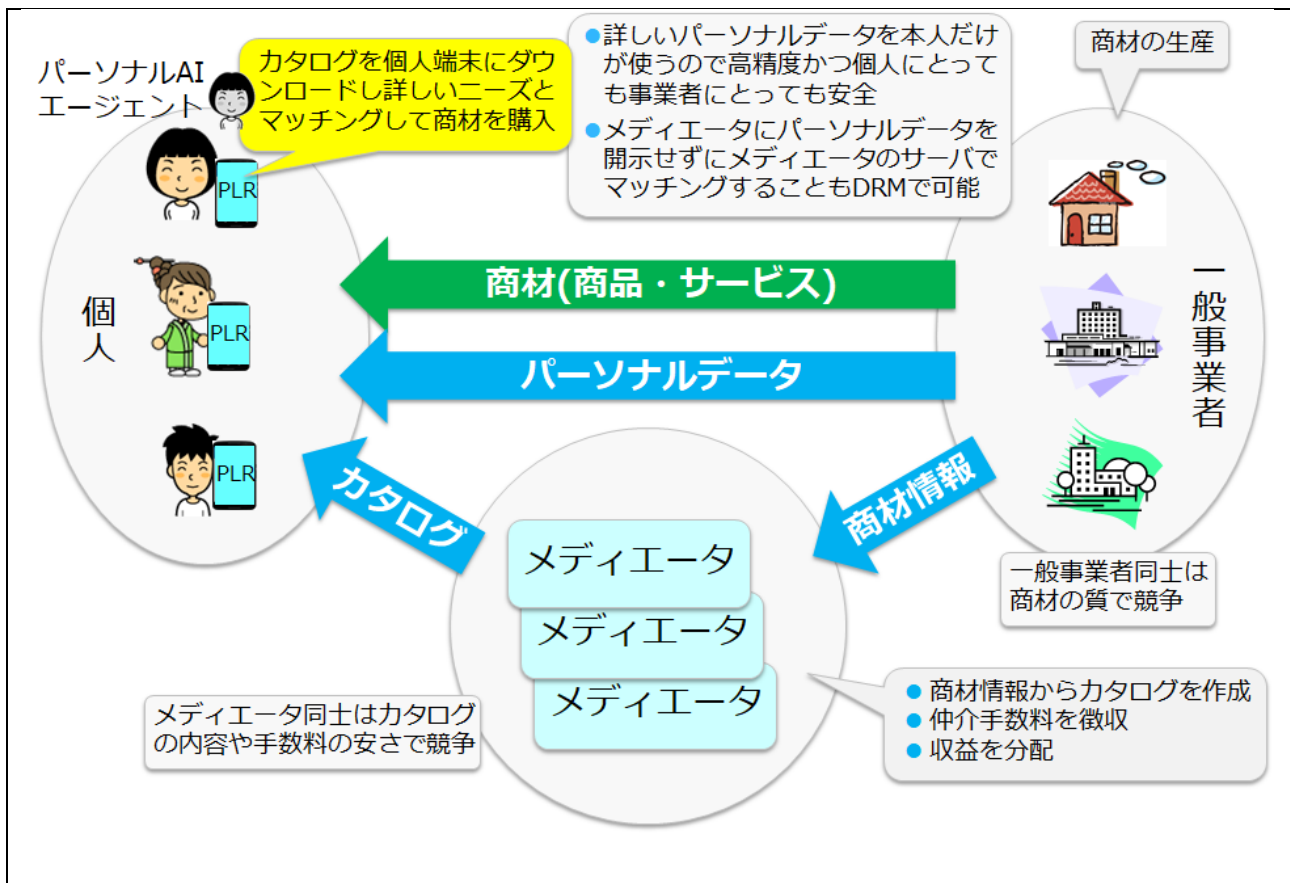 パーソナルAI
エージェント
カタログを個人端末にダウ
ンロードし詳しいニーズと
マッチングして商材を購入
●詳しいパーソナルデータを本人だけ
が使うので高精度かつ個人にとって
も事業者にとっても安全
●メディエータにパーソナルデータを
開示せずにメディエータのサーバで
マッチングすることもDRMで可能
商材の生産
PLR
PLR
PLR
個人
商材(商品・サービス)
パーソナルデータ
カタログ
商材情報
一般事業者
メディエータ
メディエータ
メディエータ
一般事業者同士は
商材の質で競争
メディエータ同士はカタログ
の内容や手数料の安さで競争
● 商材情報からカタログを作成
● 仲介手数料を徴収
● 収益を分配